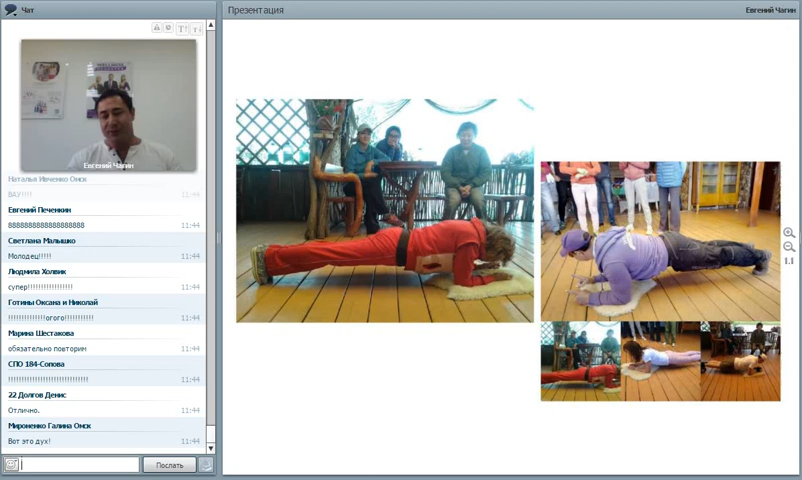 Чат
Презентация
Евгений Чагин
WELLNESS
Евгений Чагин
Наталья Ивченко Омск
ВАУ!!!!
11:44
Евгений Печенкин
8888888888888888888
11:44
Светлана Малышко
Молодец!!!!!
11:44
Людмила Холвик
супер!!!!!!!!!!!!!!!!!
11:44
Готины Оксана и Николай
!!!!!!!!!!!!!!огого!!!!!!!!!!!
11:44
Марина Шестакова
обязательно повторим
11:44
СПО 184-Сопова
!!!!!!!!!!!!!!!!!!!!!!!!!!!!!!
11:44
22 Долгов Денис
Отлично.
11:44
Мироненко Галина Омск
Вот это дух!
11:44
Послать
1:1